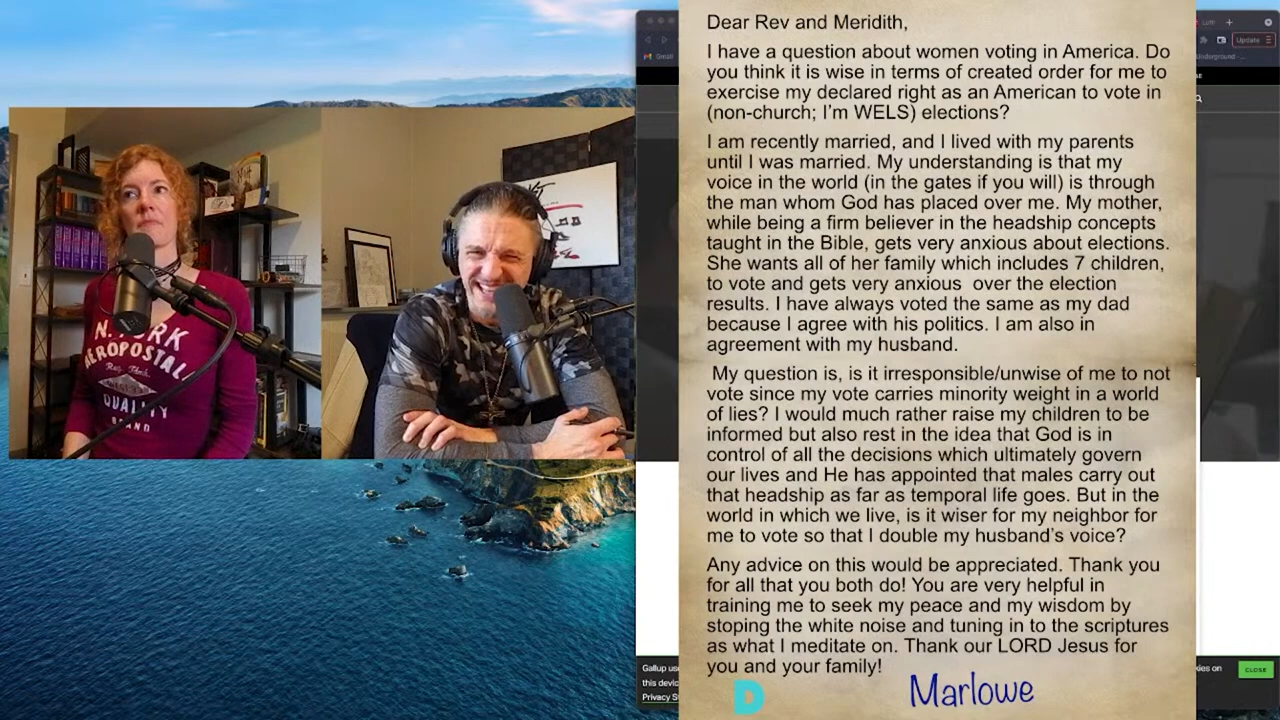 Dear Rev and Meridith,
I have a question about women voting in America. Do
you think it is wise in terms of created order for me to
exercise my declared right as an American to vote in
(non-church; I'm WELS) elections?
I am recently married, and I lived with my parents
until I was married. My understanding is that my
voice in the world (in the gates if you will) is through
the man whom God has placed over me. My mother,
while being a firm believer in the headship concepts
taught in the Bible, gets very anxious about elections.
She wants all of her family which includes 7 children,
to vote and gets very anxious over the election
results. I have always voted the same as my dad
because I agree with his politics. I am also in
agreement with my husband.
My question is, is it irresponsible/unwise of me to not
vote since my vote carries minority weight in a world
of lies? I would much rather raise my children to be
informed but also rest in the idea that God is in
control of all the decisions which ultimately govern
our lives and He has appointed that males carry out
that headship as far as temporal life goes. But in the
world in which we live, is it wiser for my neighbor for
me to vote so that I double my husband's voice?
Any advice on this would be appreciated. Thank you
for all that you both do! You are very helpful in
training me to seek my peace and my wisdom by
stoping the white noise and tuning in to the scriptures
as what I meditate on. Thank our LORD Jesus for
you and your family!
Marlowe
D
Gmail
Update
Gallup
this
Privacy
CLOSE
QUALITY
BRAND